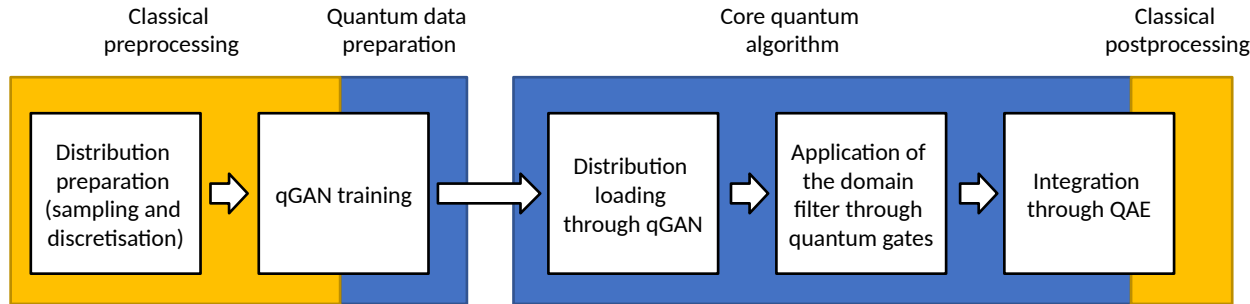 Classical
preprocessing
Quantum data
preparation
Core quantum
algorithm
Classical
postprocessing
Distribution
preparation
(sampling and
discretisation)
qGAN training
Distribution
loading
through qGAN
Application of
the domain
filter through
quantum gates
Integration
through QAE